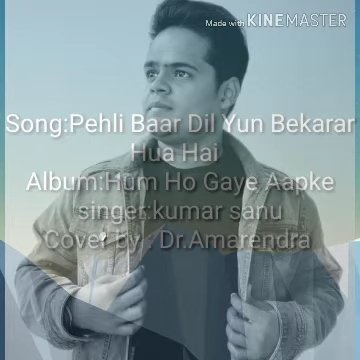 Made with KINEMASTER
Song:Pehli Baar Dil Yun Bekarar
Hua Hai
Album:Hum Ho Gaye Aapke
singer:kumar sanu
Cover by : Dr.Amarendra